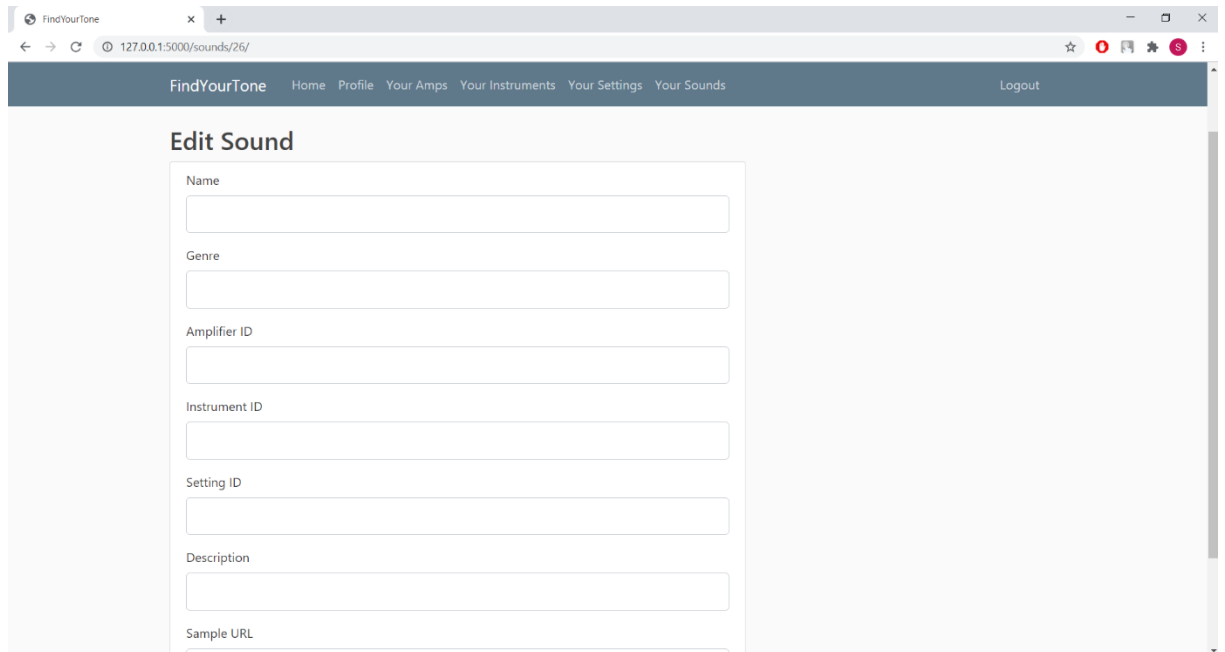 FindYourTone
127.0.0.1:5000/sounds/26/
S
FindYourTone Home Profile Your Amps Your Instruments Your Settings Your Sounds Logout
Edit Sound
Name
Genre
Amplifier ID
Instrument ID
Setting ID
Description
Sample URL